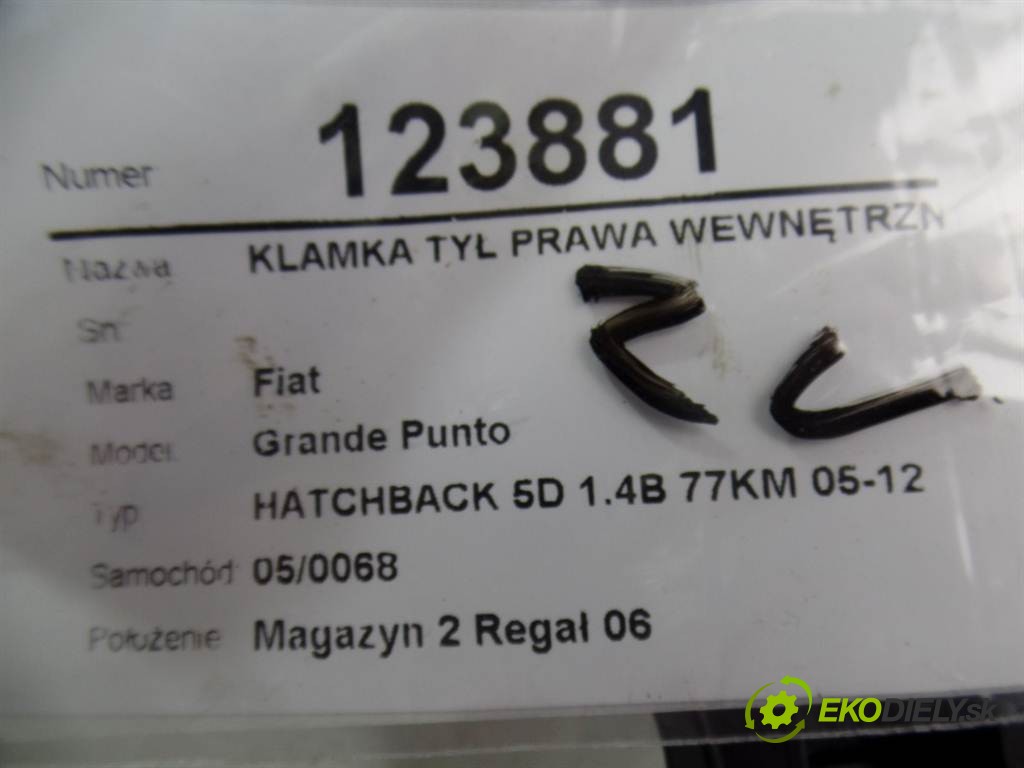 Numer 123881
Nazwa KLAMKA TYŁ PRAWA WEWNĘTRZN
Sn
Marka Fiat
Model Grande Punto
Typ HATCHBACK 5D 1.4B 77KM 05-12
Samochód 05/0068
Położenie Magazyn 2 Regał 06
EKODIELY.sk